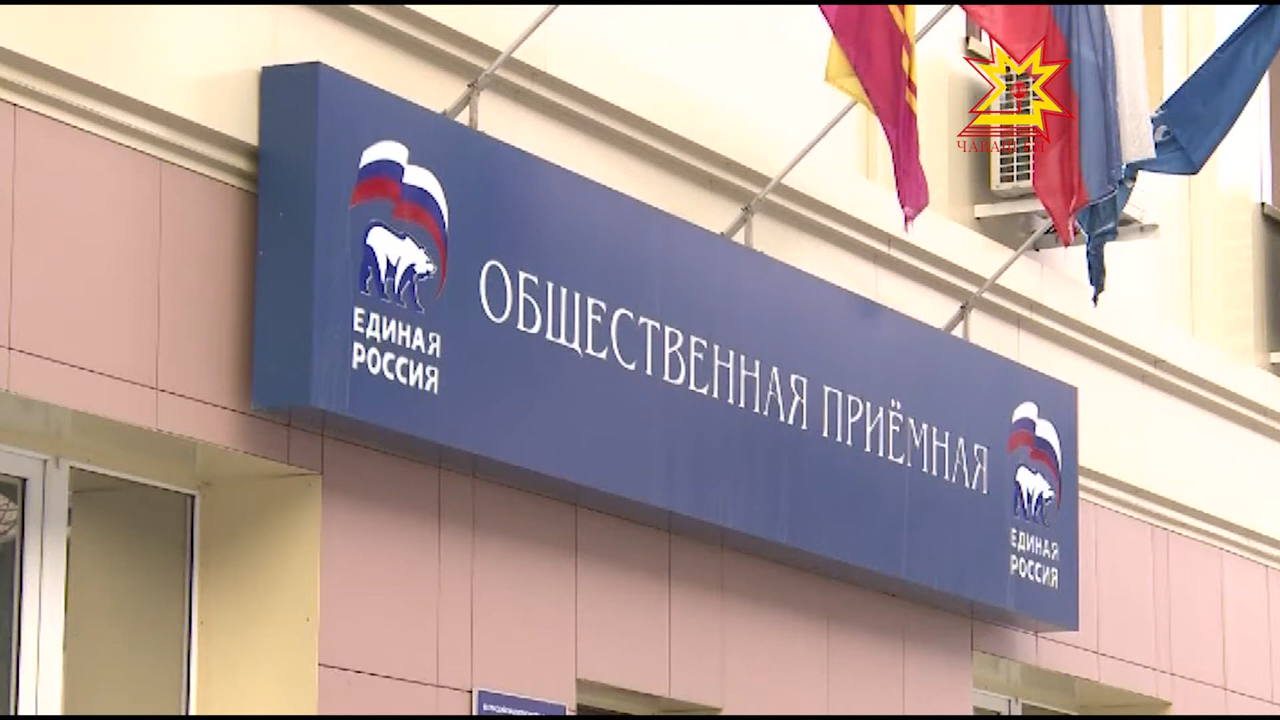 ЕДИНАЯ
РОССИЯ
ОБЩЕСТВЕННАЯ ПРИЁМНАЯ
ЕДИНАЯ
РОССИЯ